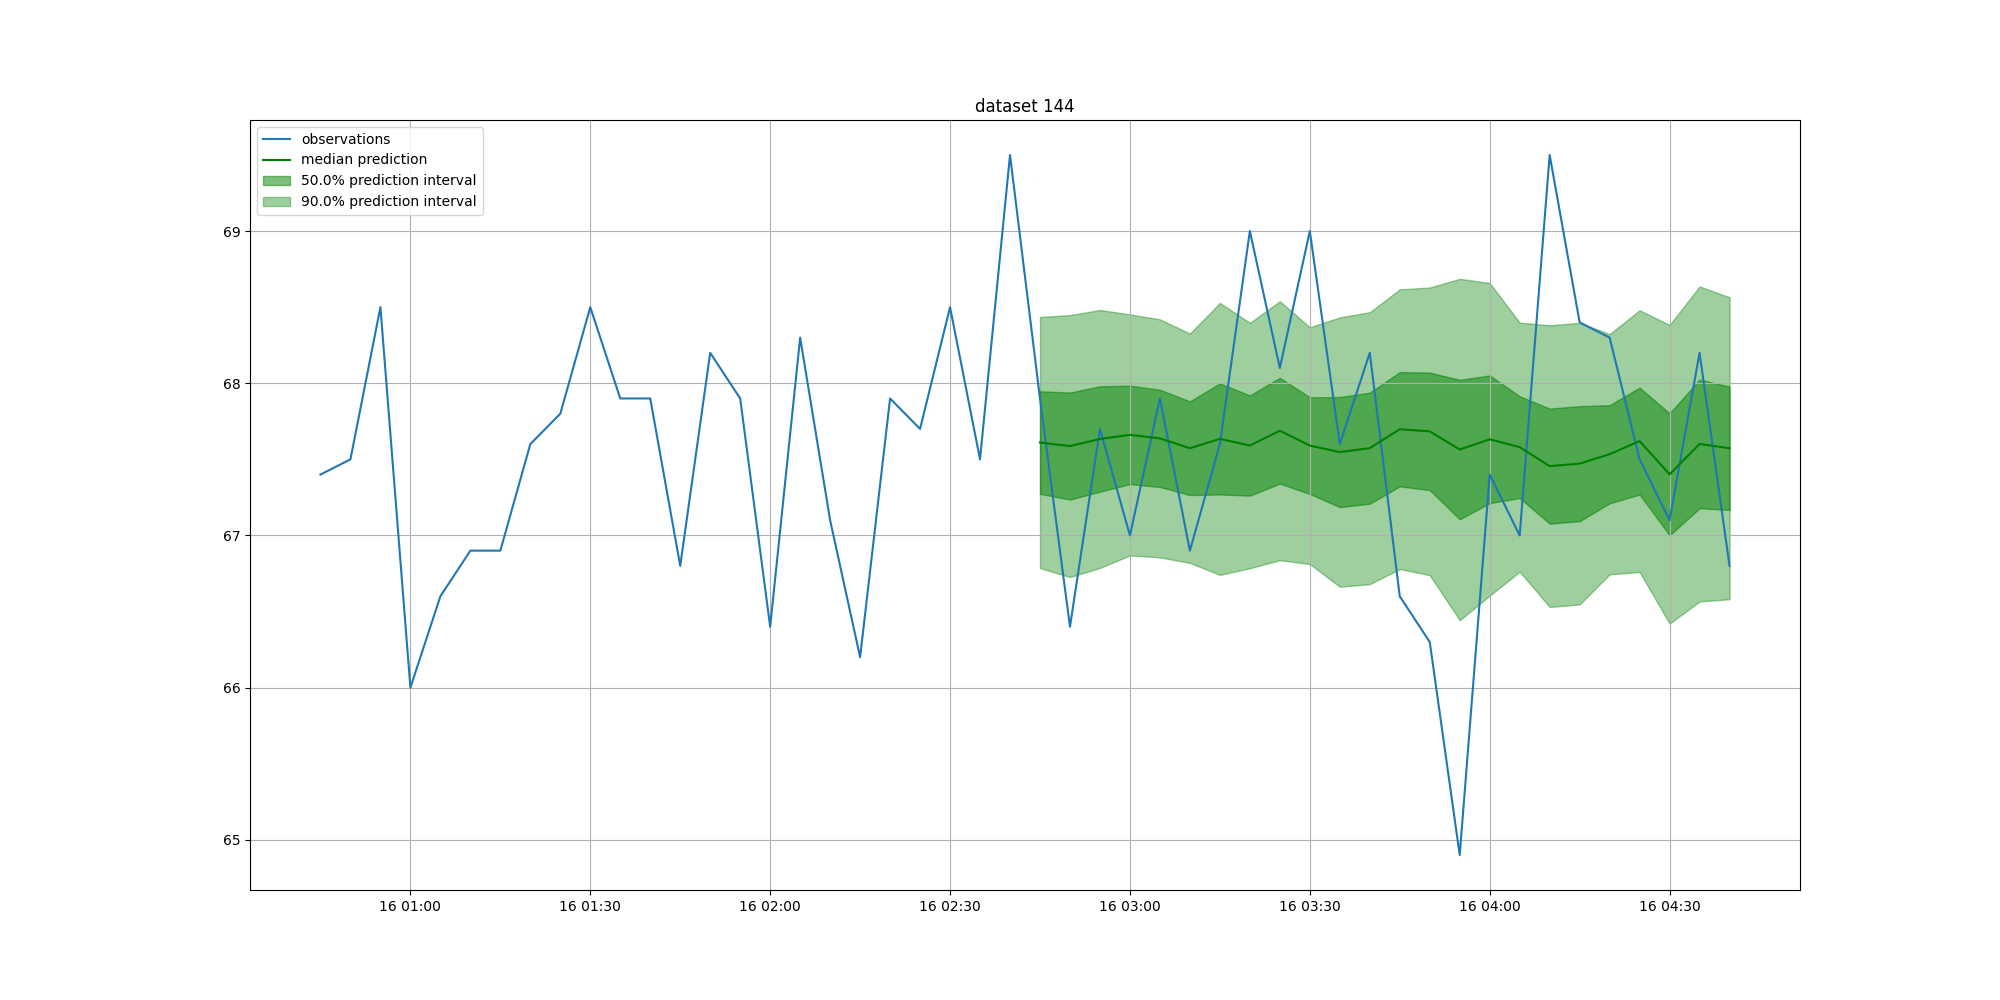 dataset 144
observations
median prediction
50.0% prediction interval
90.0% prediction interval
69
68
67
66
65
16 01:00
16 01:30
16 02:00
16 02:30
16 03:00
16 03:30
16 04:00
16 04:30